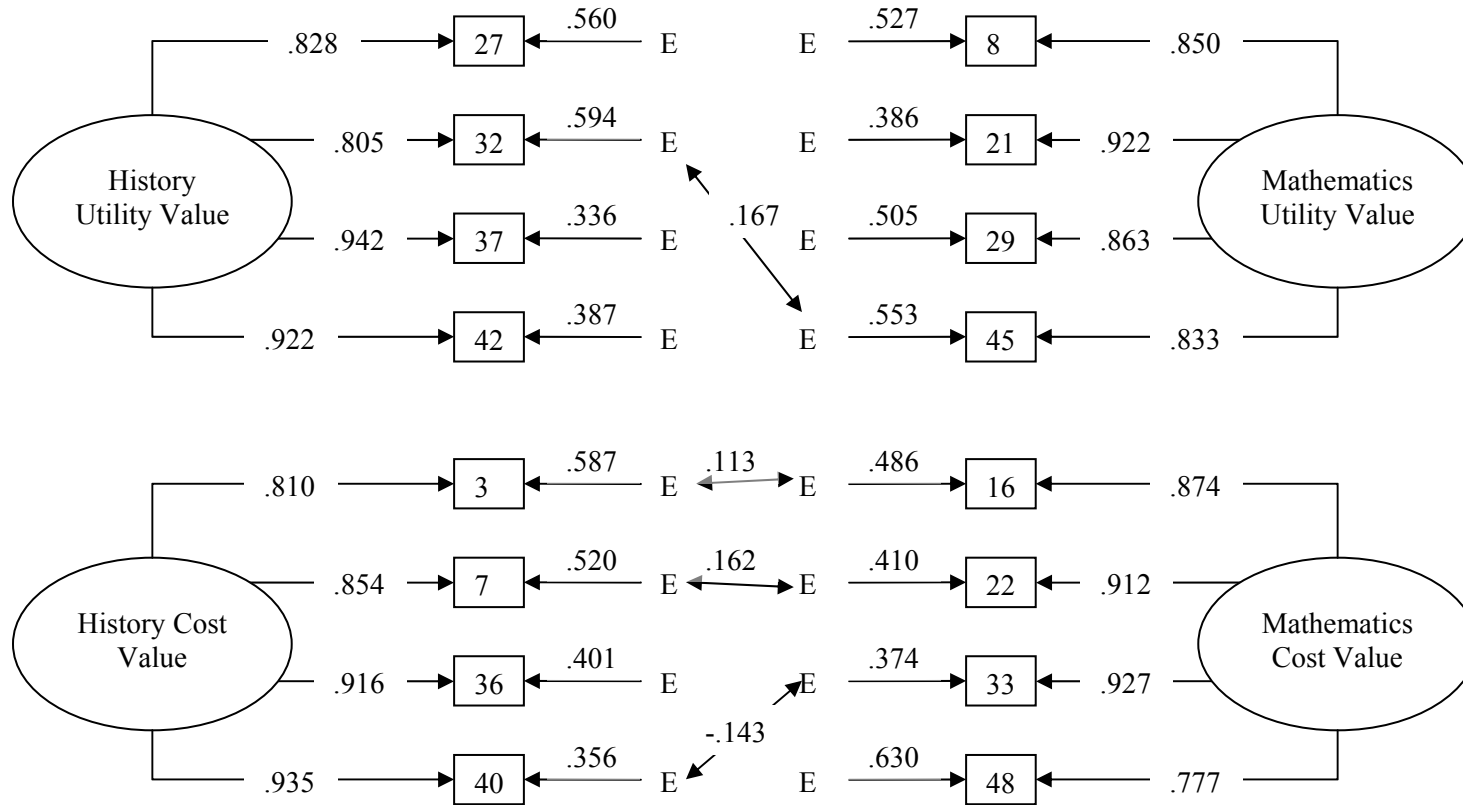 .828 27 .560 E E .527 8 .850
.805 32 .594 E E .386 21 .922
History
Utility Value
Mathematics
Utility Value
.942 37 .336 E .167 E .505 29 .863
.922 42 .387 E E .553 45 .833
.810 3 .587 E .113 E .486 16 .874
.854 7 .520 E .162 E .410 22 .912
History Cost
Value
Mathematics
Cost Value
.916 36 .401 E E .374 33 .927
-.143
.935 40 .356 E E .630 48 .777